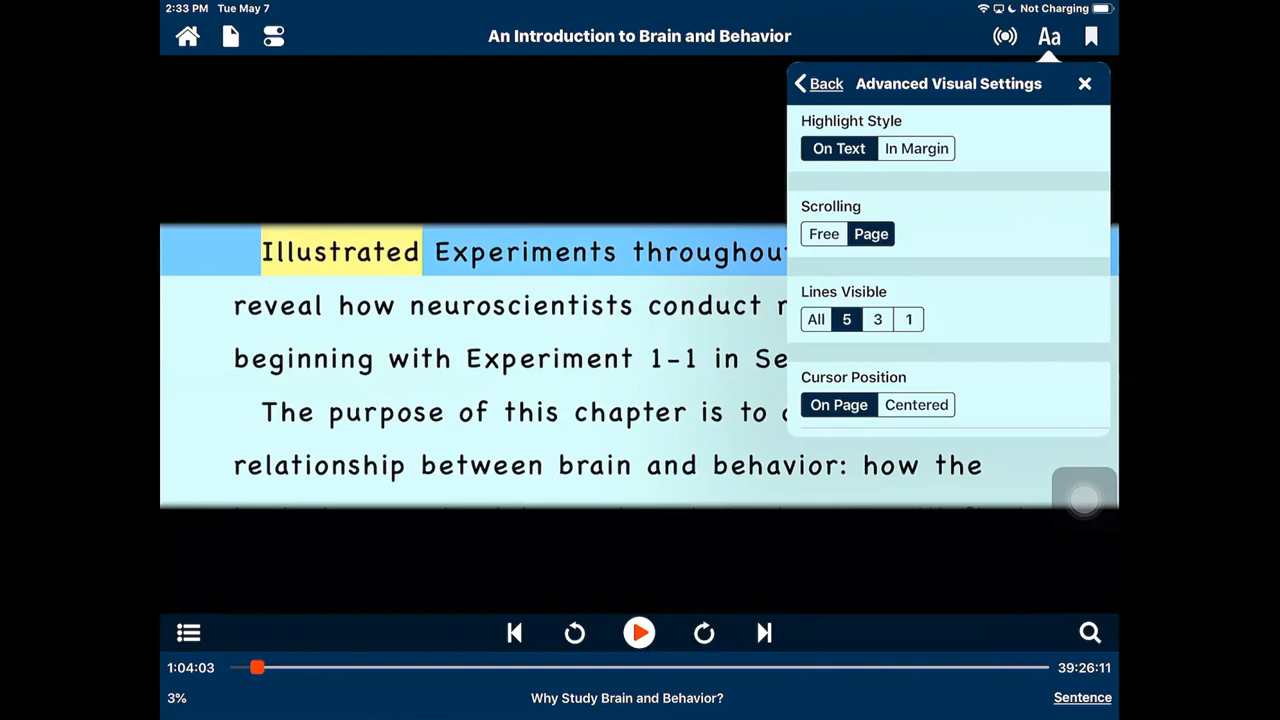 2:33 PM Tue May 7
Not Charging
An Introduction to Brain and Behavior
Aa
Back Advanced Visual Settings
Highlight Style
On Text In Margin
Scrolling
Free Page
Lines Visible
All 5 3 1
Cursor Position
On Page Centered
Illustrated Experiments
reveal how neuroscientists conduct
beginning with Experiment 1-1 in
The purpose of this chapter is to
relationship between brain and behavior: how the
1:04:03 39:26:11
3% Why Study Brain and Behavior? Sentence